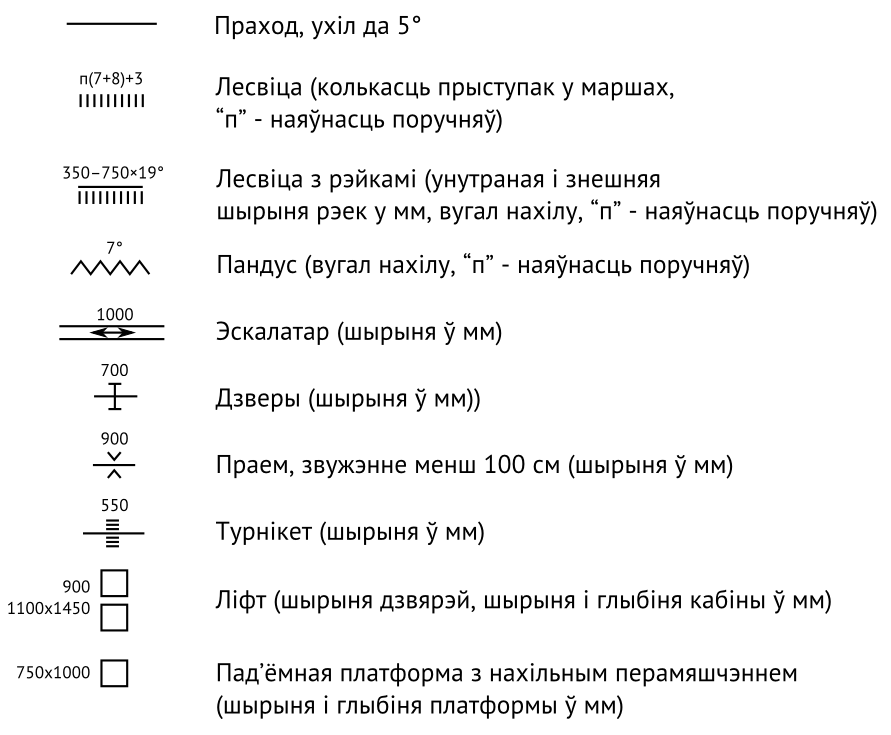 Праход, ухіл да 5°
п(7+8)+3
Лесвіца (колькасць прыступак у маршах,
“п” - наяўнасць поручняў)
350–750×19°
Лесвіца з рэйкамі (унутраная і знешняя
шырыня рэек у мм, вугал нахілу, “п” - наяўнасць поручняў)
7°
Пандус (вугал нахілу, “п” - наяўнасць поручняў)
1000
Эскалатар (шырыня ў мм)
700
Дзверы (шырыня ў мм))
900
Праем, звужэнне менш 100 см (шырыня ў мм)
550
Турнікет (шырыня ў мм)
900
1100x1450
Ліфт (шырыня дзвярэй, шырыня і глыбіня кабіны ў мм)
750x1000
Пад’ёмная платформа з нахільным перамяшчэннем
(шырыня і глыбіня платформы ў мм)